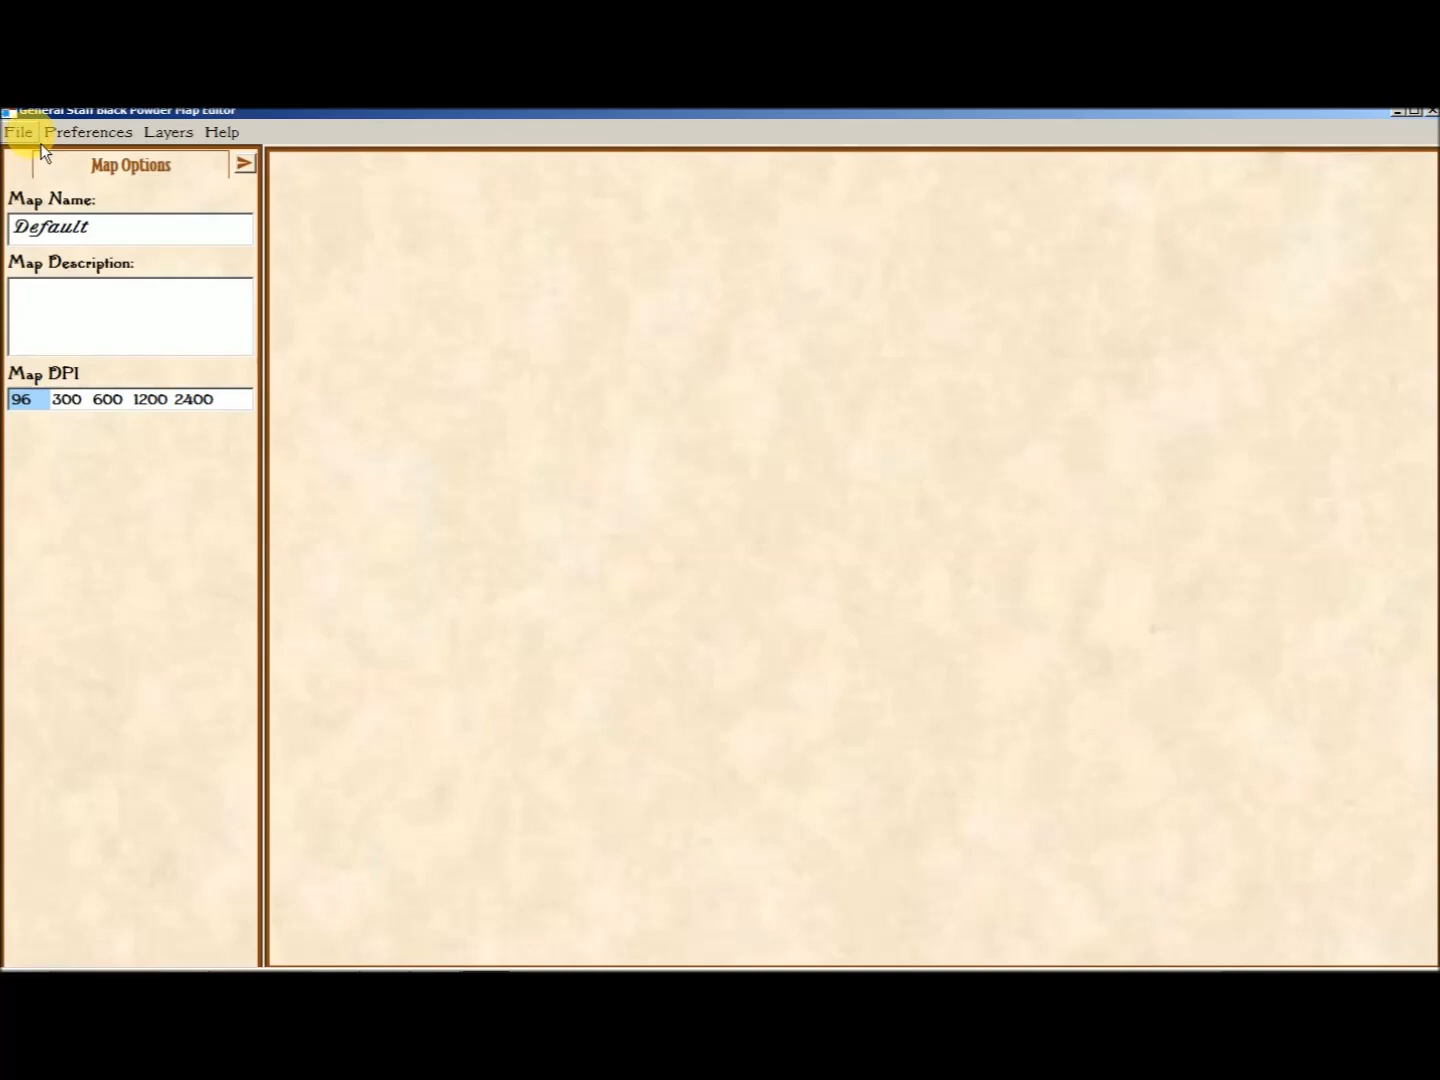 General Staff Black Powder Map Editor
File Preferences Layers Help
Map Options
Map Name:
Default
Map Description:
Map DPI
96 300 600 1200 2400